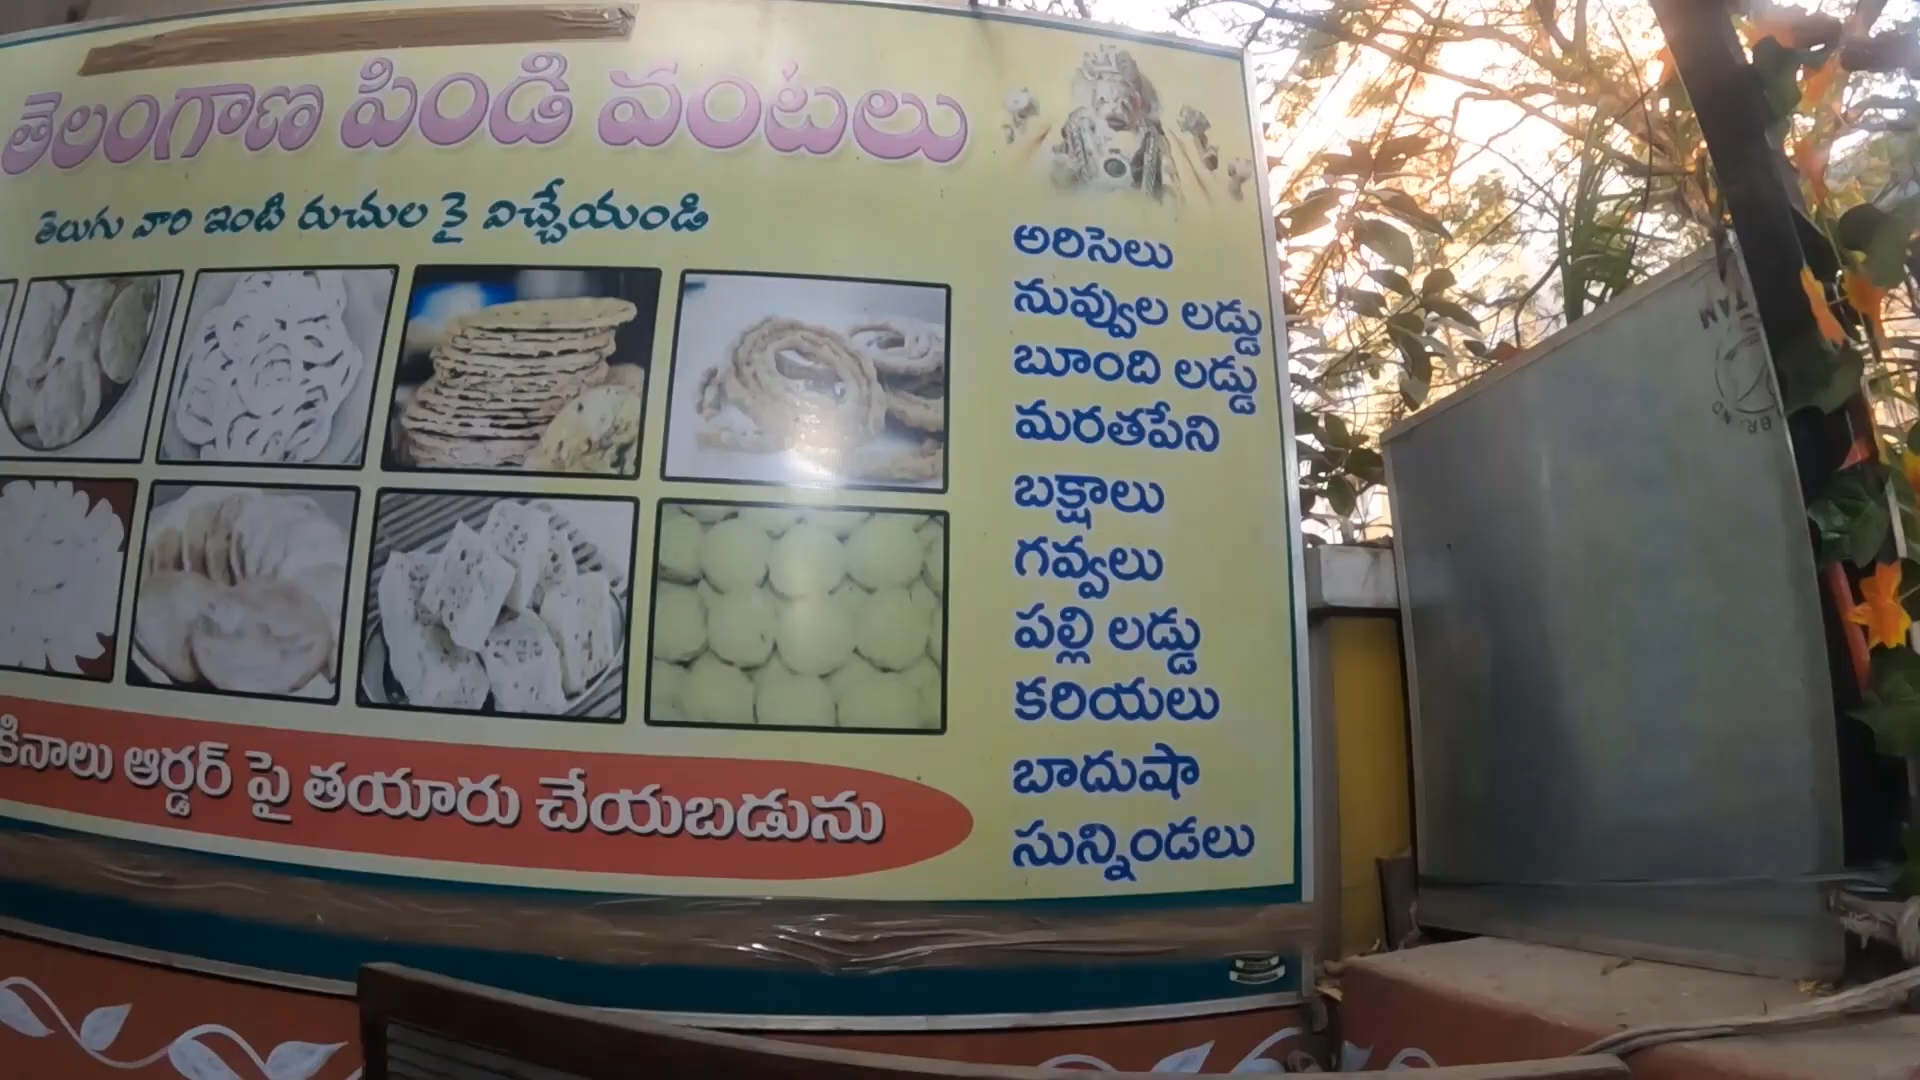 తెలంగాణ పిండి వంటలు
తెలుగు వారి ఇంటి రుచుల కై విచ్చేయండి
అరిసెలు
నువ్వుల లడ్డు
బూంది లడ్డు
మరతపేని
బక్షాలు
గవ్వలు
పల్లి లడ్డు
కరియలు
బాదుషా
సున్నిండలు
కినాలు ఆర్డర్ పై తయారు చేయబడును